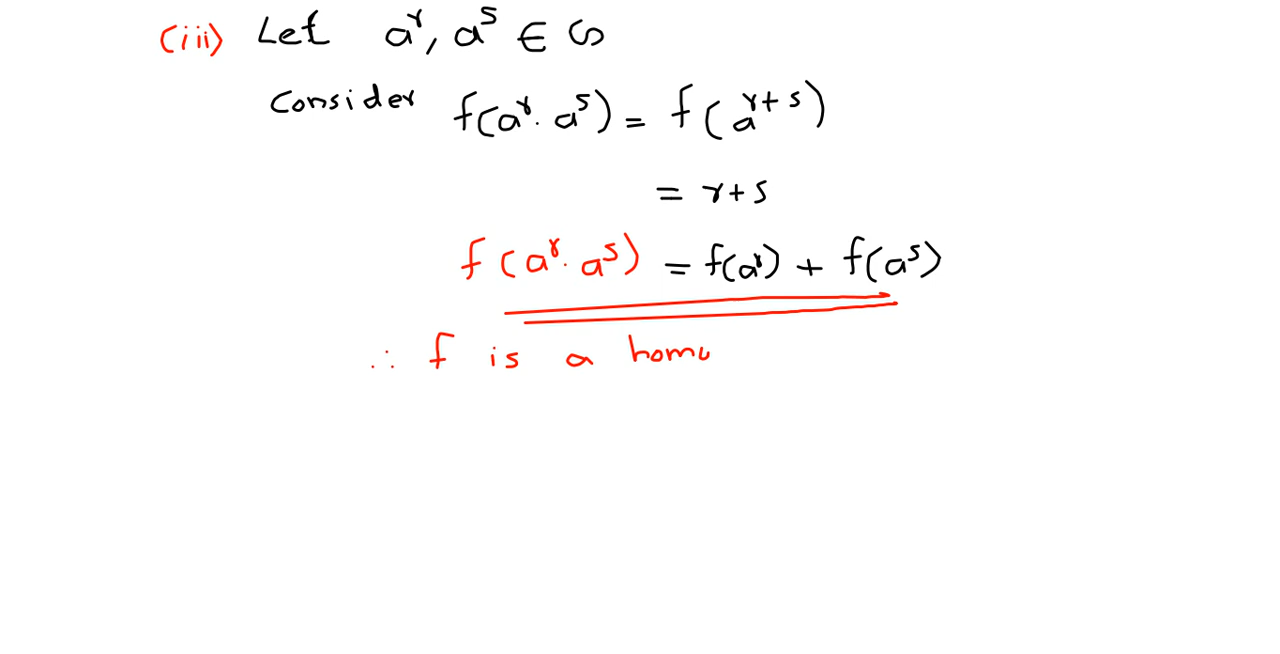 (iii) Let a^r, a^s ∈ G
Consider f(a^r . a^s) = f(a^{r+s})
= r+s
f(a^r . a^s) = f(a^r) + f(a^s)
∴ f is a homo